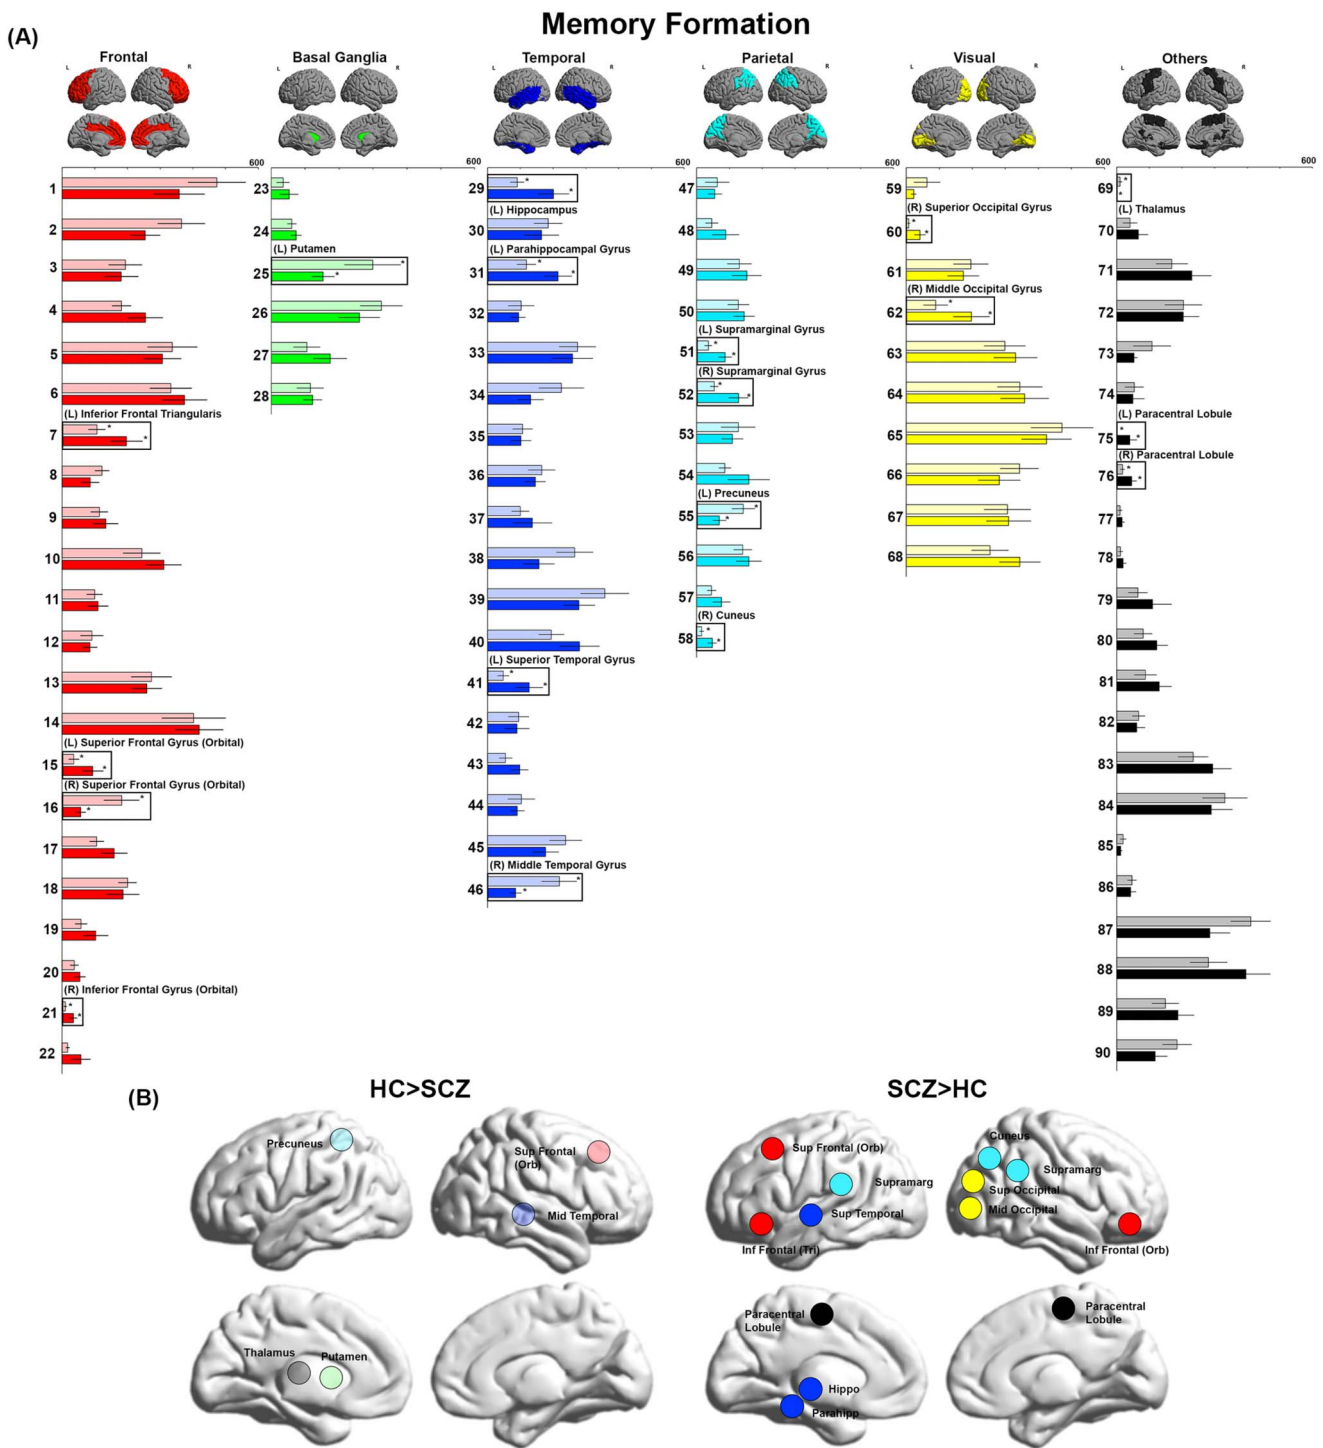 Memory Formation
(A)
Frontal
Basal Ganglia
Temporal
Parietal
Visual
Others
L R
L R
L R
L R
L R
L R
600
600
600
600
600
600
1
2
3
4
5
6
(L) Inferior Frontal Triangularis
7
* *
8
9
10
11
12
13
14
(L) Superior Frontal Gyrus (Orbital)
15
* *
(R) Superior Frontal Gyrus (Orbital)
16
* *
17
18
19
20
(R) Inferior Frontal Gyrus (Orbital)
21
* *
22
23
24
(L) Putamen
25
* *
26
27
28
29
* *
(L) Hippocampus
30
(L) Parahippocampal Gyrus
31
* *
32
33
34
35
36
37
38
39
40
(L) Superior Temporal Gyrus
41
* *
42
43
44
45
(R) Middle Temporal Gyrus
46
* *
47
48
49
50
(L) Supramarginal Gyrus
51
* *
(R) Supramarginal Gyrus
52
* *
53
54
(L) Precuneus
55
* *
56
57
(R) Cuneus
58
* *
59
(R) Superior Occipital Gyrus
60
* *
61
(R) Middle Occipital Gyrus
62
* *
63
64
65
66
67
68
69
* *
(L) Thalamus
70
71
72
73
74
(L) Paracentral Lobule
75
* *
(R) Paracentral Lobule
76
* *
77
78
79
80
81
82
83
84
85
86
87
88
89
90
(B)
HC>SCZ
Precuneus
Sup Frontal
(Orb)
Mid Temporal
Thalamus
Putamen
SCZ>HC
Sup Frontal (Orb)
Supramarg
Sup Temporal
Inf Frontal (Tri)
Cuneus
Supramarg
Sup Occipital
Mid Occipital
Inf Frontal (Orb)
Paracentral
Lobule
Hippo
Parahipp
Paracentral
Lobule